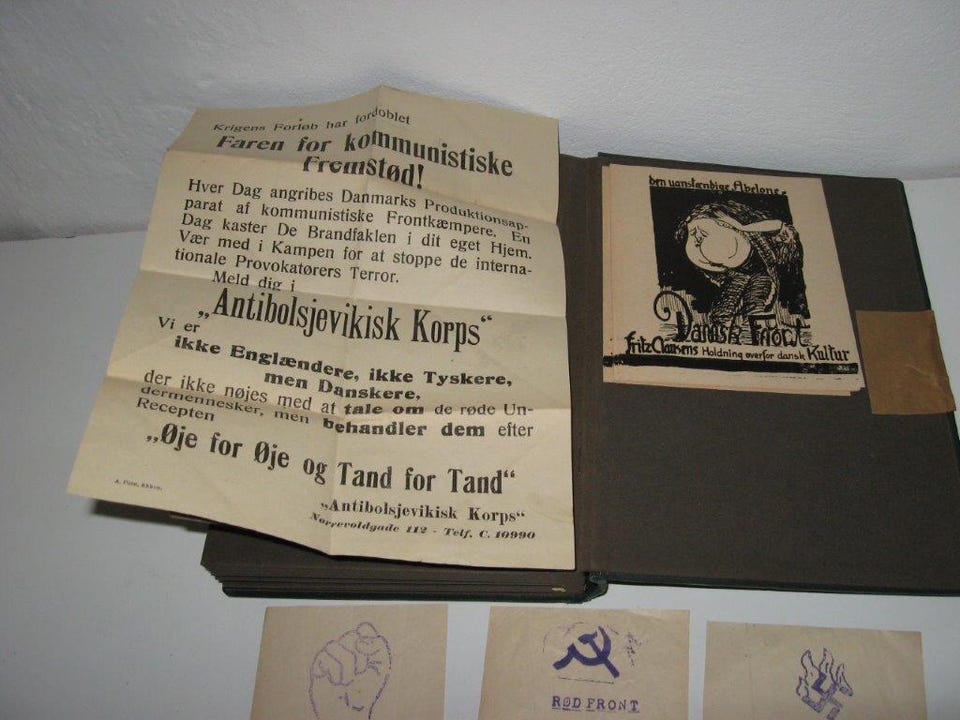 Krigens Forløb har fordoblet
Faren for kommunistiske
Fremstød!
Hver Dag angribes Danmarks Produktionsap-
parat af kommunistiske Frontkæmpere. En
Dag kaster De Brandfaklen i dit eget Hjem.
Vær med i Kampen for at stoppe de interna-
tionale Provokatørers Terror.
Meld dig i
„Antibolsjevikisk Korps“
Vi er
ikke Englændere, ikke Tyskere,
men Danskere,
der ikke nøjes med at tale om de røde Un-
dermennesker, men behandler dem efter
Recepten
„Øje for Øje og Tand for Tand“
„Antibolsjevikisk Korps“
Nørrevoldgade 112 - Telf. C. 10990
den uanstændige Abelone
Dansk Front
Fritz Clausens Holdning overfor dansk Kultur
RØD FRONT